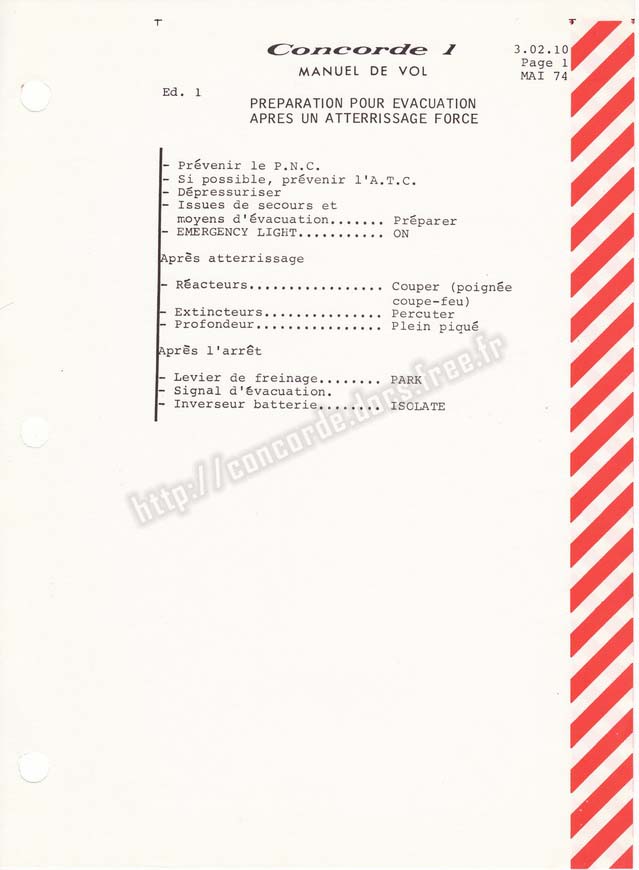 Concorde 1
3.02.10
MANUEL DE VOL
Page 1
MAI 74
Ed. 1
PREPARATION POUR EVACUATION
APRES UN ATTERRISSAGE FORCE
- Prévenir le P.N.C.
- Si possible, prévenir l'A.T.C.
- Dépressuriser
- Issues de secours et
moyens d'évacuation....... Préparer
- EMERGENCY LIGHT........... ON
Après atterrissage
- Réacteurs................ Couper (poignée
coupe-feu)
- Extincteurs.............. Percuter
- Profondeur............... Plein piqué
Après l'arrêt
- Levier de freinage....... PARK
- Signal d'évacuation.
- Inverseur batterie....... ISOLATE
http://concorde.docs.free.fr